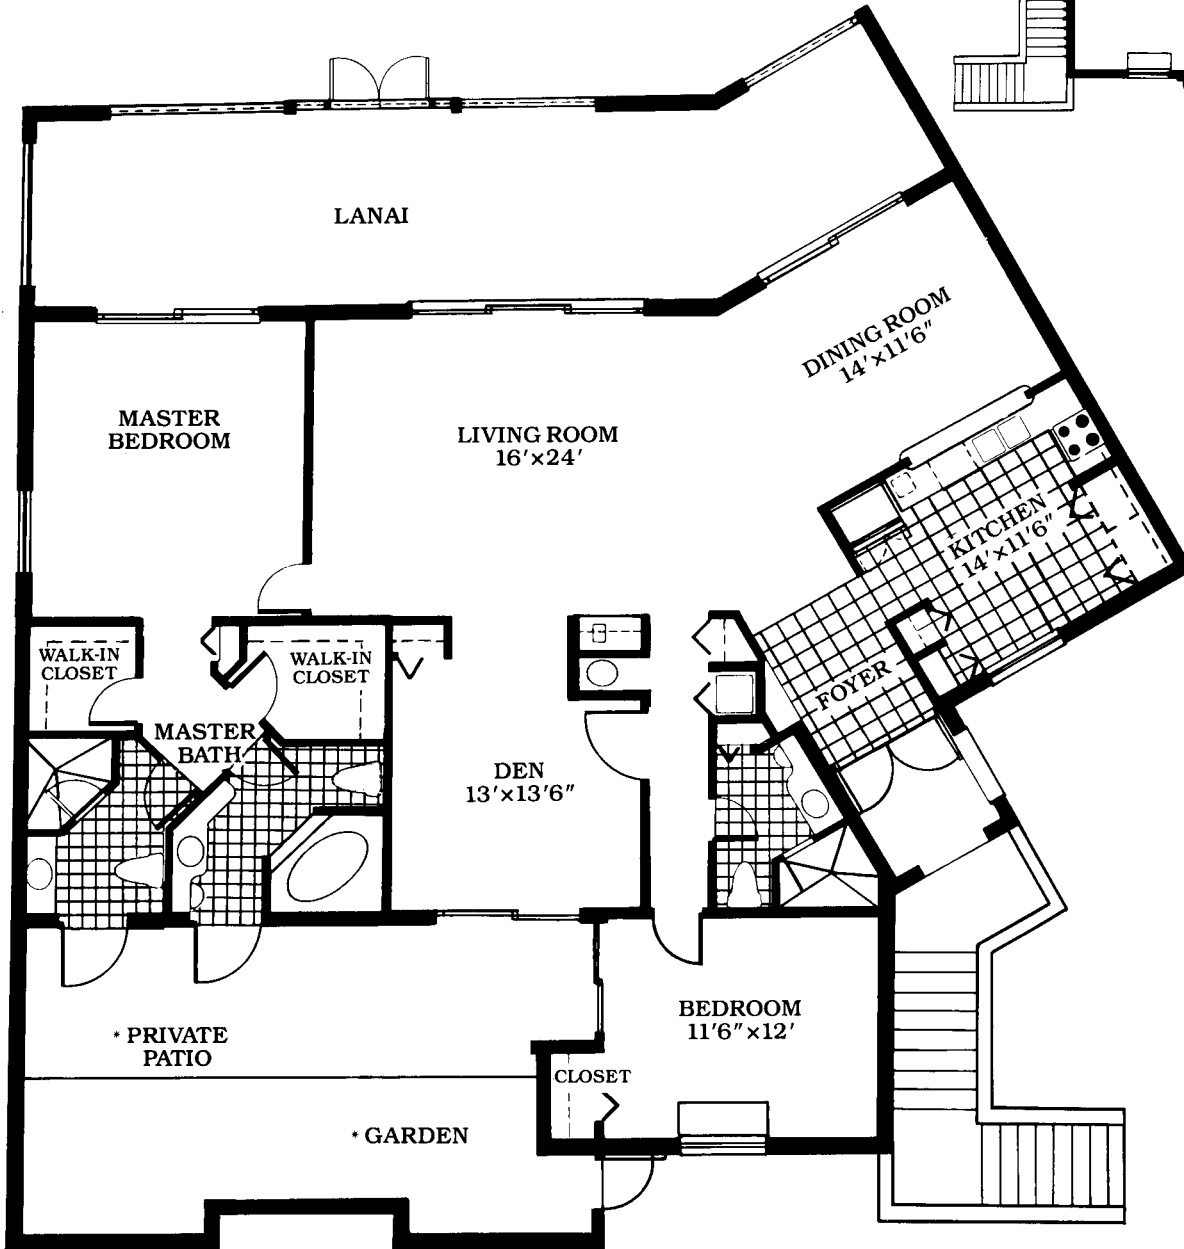 LANAI
DINING ROOM
14'×11'6"
MASTER
BEDROOM
LIVING ROOM
16'×24'
KITCHEN
14'×11'6"
WALK-IN
CLOSET
WALK-IN
CLOSET
FOYER
MASTER
BATH
DEN
13'×13'6"
BEDROOM
11'6"×12'
* PRIVATE
PATIO
CLOSET
* GARDEN